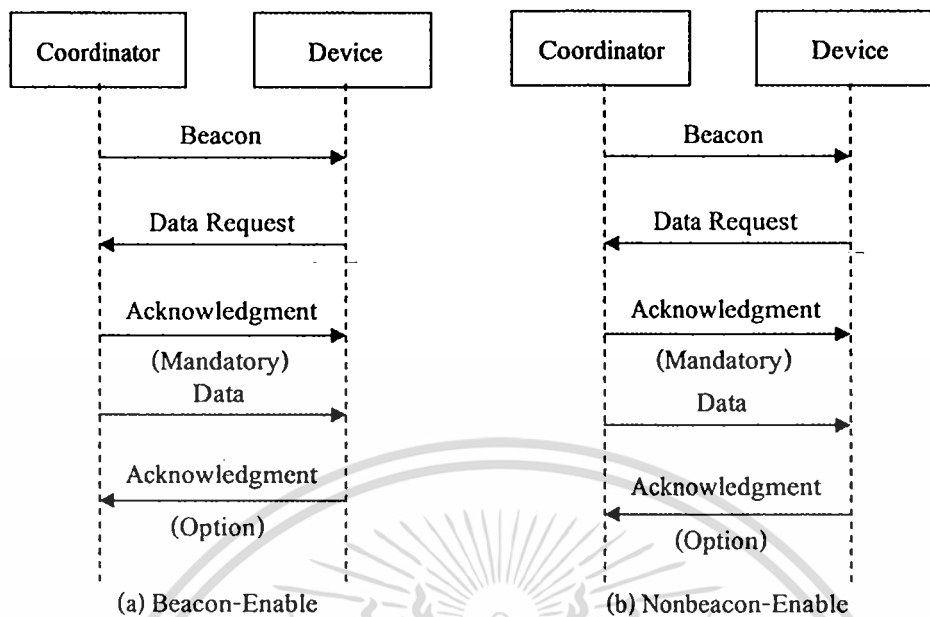 Coordinator Device
Beacon
Data Request
Acknowledgment
(Mandatory)
Data
Acknowledgment
(Option)
(a) Beacon-Enable
Coordinator Device
Beacon
Data Request
Acknowledgment
(Mandatory)
Data
Acknowledgment
(Option)
(b) Nonbeacon-Enable